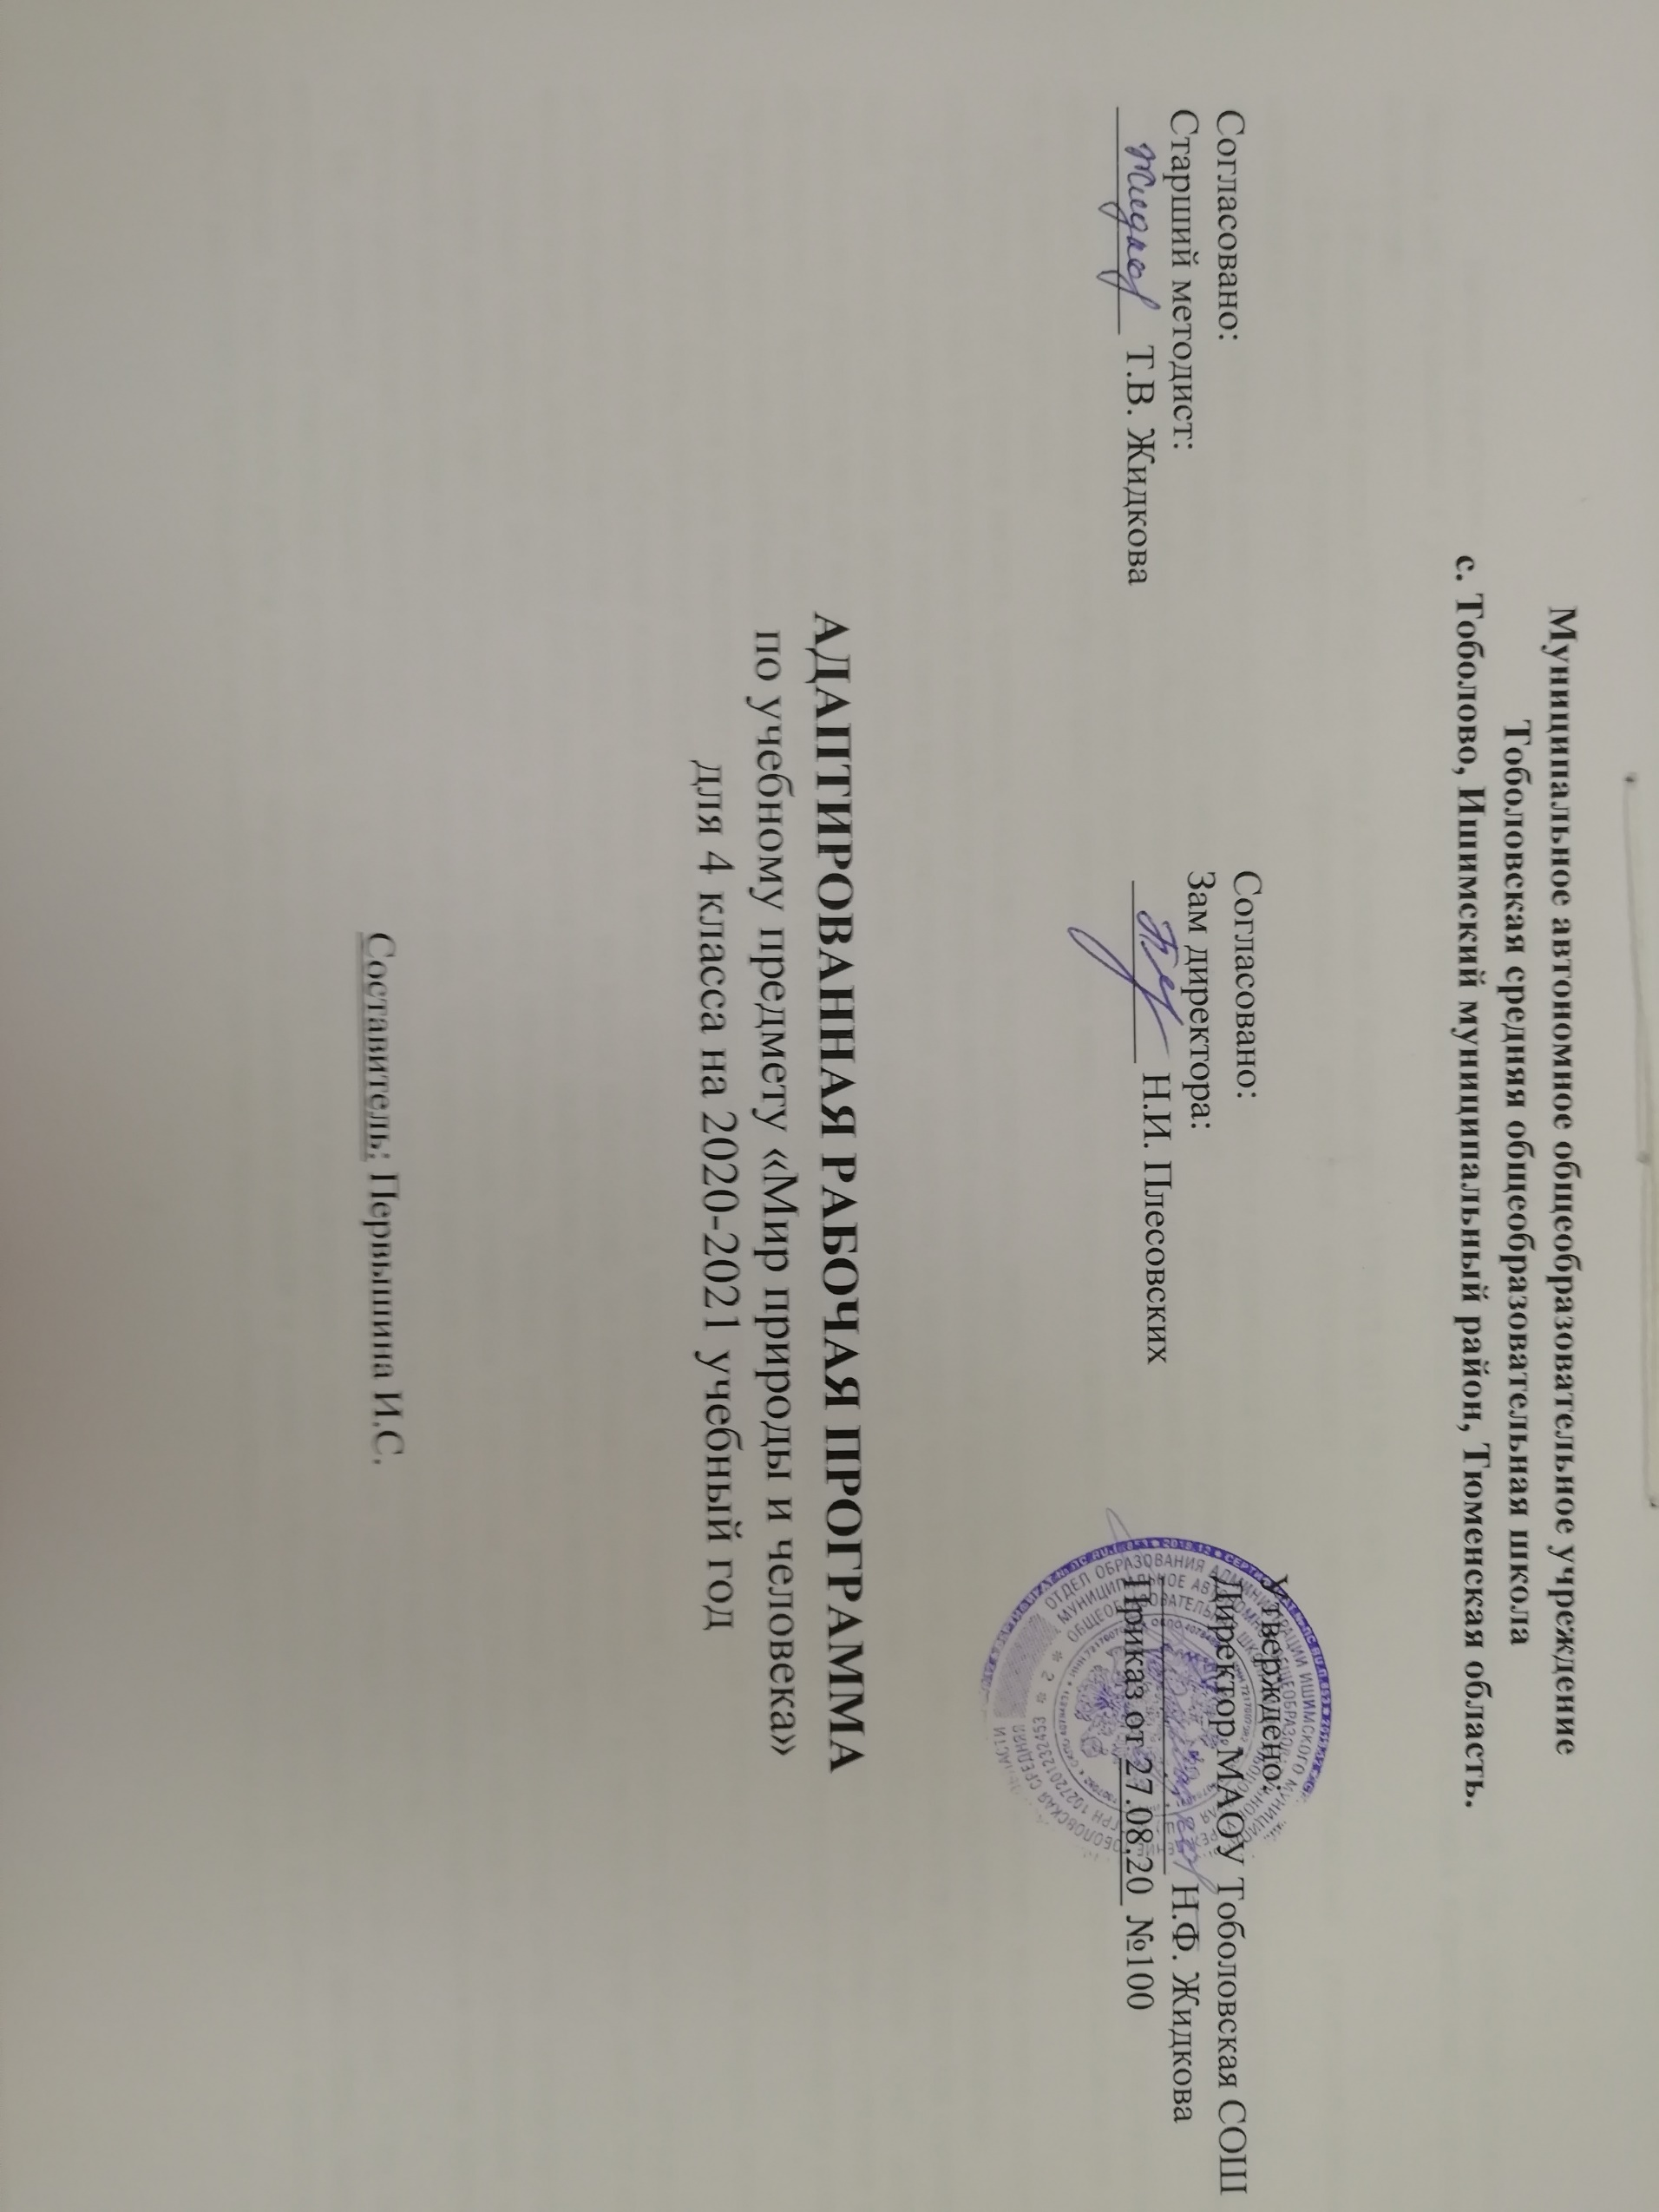 Муниципальное автономное общеобразовательное учреждение
Тоболовская средняя общеобразовательная школа
с. Тоболово, Ишимский муниципальный район, Тюменская область.
Согласовано:
Старший методист:
Т.В. Жидкова
Согласовано:
Зам директора:
Н.И. Плесовских
Утверждено:
Директор МАОУ Тоболовская СОШ
Н.Ф. Жидкова
Приказ от 27.08.20 №100
АДАПТИРОВАННАЯ РАБОЧАЯ ПРОГРАММА
по учебному предмету «Мир природы и человека»
для 4 класса на 2020-2021 учебный год
Составитель: Первышина И.С.